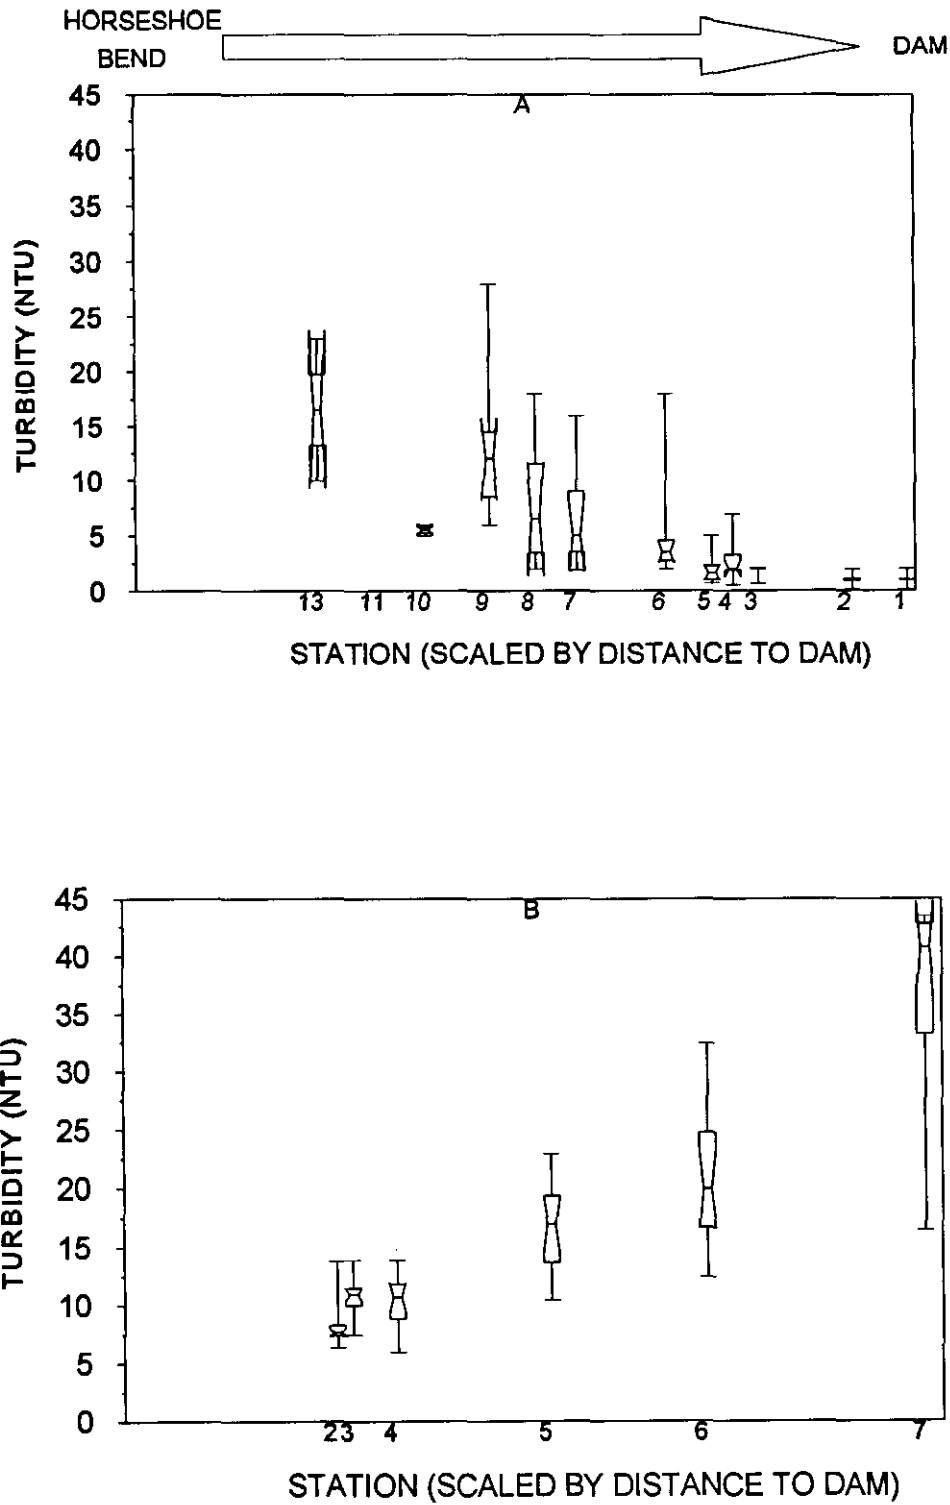 HORSESHOE
BEND
DAM
A
45
40
35
30
25
20
15
10
5
0
TURBIDITY (NTU)
13 11 10 9 8 7 6 5 4 3 2 1
STATION (SCALED BY DISTANCE TO DAM)
B
45
40
35
30
25
20
15
10
5
0
TURBIDITY (NTU)
2 3 4 5 6 7
STATION (SCALED BY DISTANCE TO DAM)